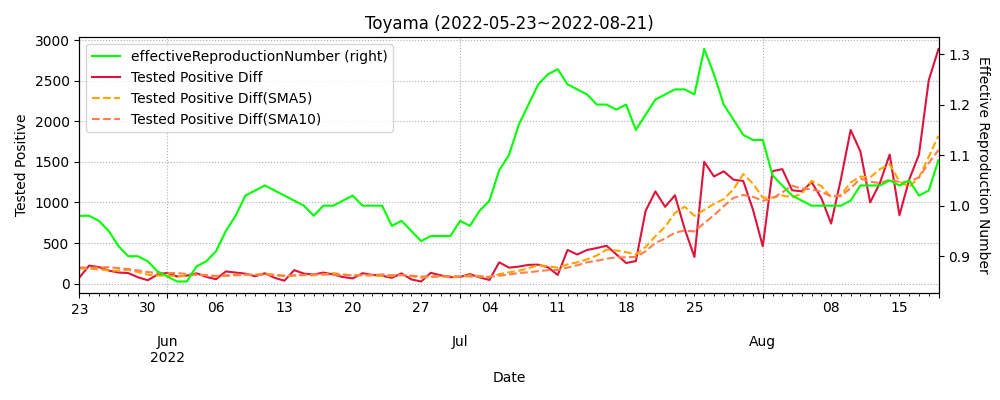 Toyama (2022-05-23~2022-08-21)
effectiveReproductionNumber (right)
Tested Positive Diff
Tested Positive Diff(SMA5)
Tested Positive Diff(SMA10)
Tested Positive
3000
2500
2000
1500
1000
500
0
1.3
1.2
1.1
1.0
0.9
Effective Reproduction Number
23 30 06 13 20 27 04 11 18 25 08 15
Jun Jul Aug
2022
Date